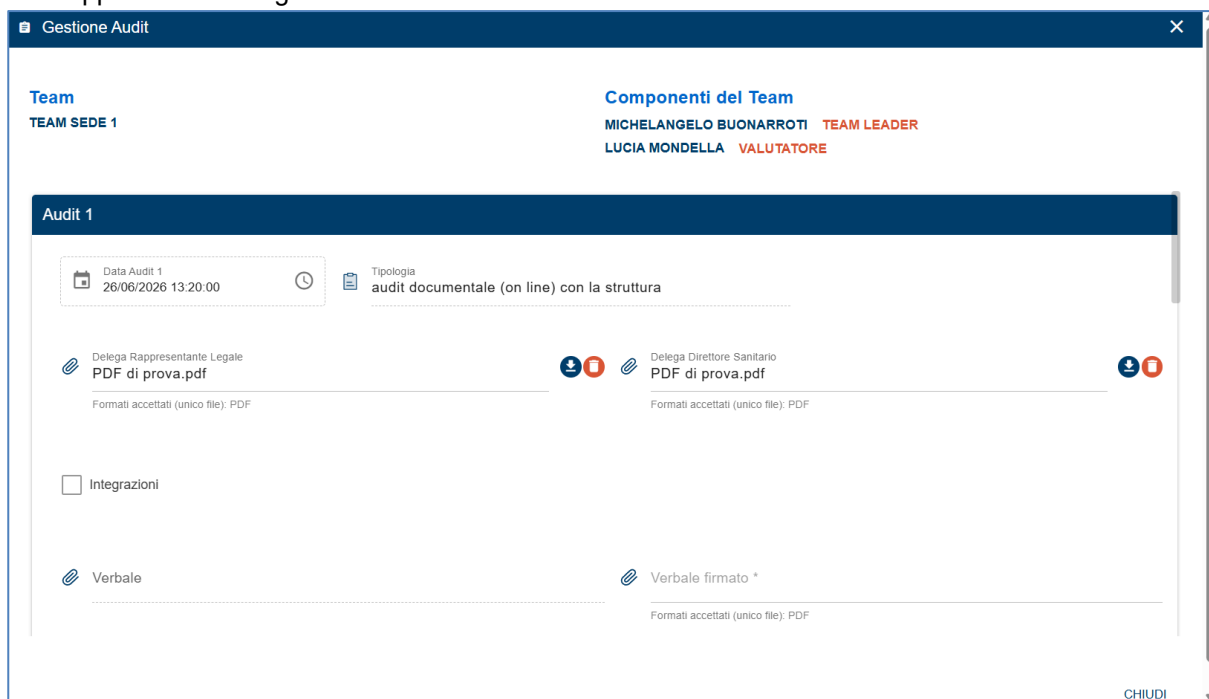 Gestione Audit
Team
TEAM SEDE 1
Componenti del Team
MICHELANGELO BUONARROTI TEAM LEADER
LUCIA MONDELLA VALUTATORE
Audit 1
Data Audit 1
26/06/2026 13:20:00
Tipologia
audit documentale (on line) con la struttura
Delega Rappresentante Legale
PDF di prova.pdf
Formati accettati (unico file): PDF
Delega Direttore Sanitario
PDF di prova.pdf
Formati accettati (unico file): PDF
Integrazioni
Verbale
Verbale firmato *
Formati accettati (unico file): PDF
CHIUDI